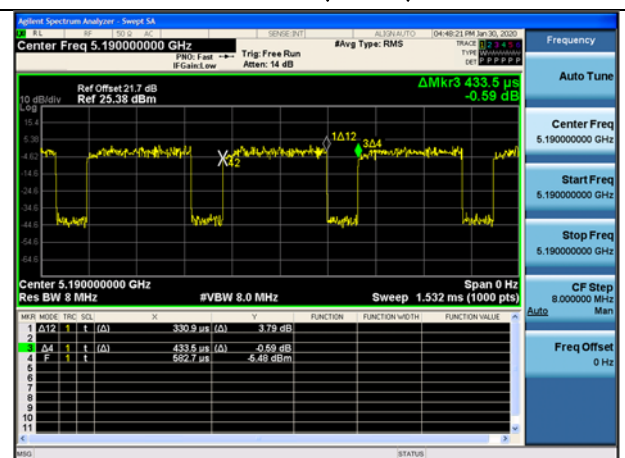 Agilent Spectrum Analyzer - Swept SA
RL RF 50 Ω AC SENSE:INT ALIGNAUTO 04:48:21 PM Jan 30, 2020
Center Freq 5.190000000 GHz #Avg Type: RMS TRACE 1 2 3 4 5 6
PNO: Fast Trig: Free Run TYPE
IFGain:Low Atten: 14 dB DET P P P P P P
Frequency
Auto Tune
Ref Offset 21.7 dB ΔMkr3 433.5 µs
10 dB/div Ref 25.38 dBm -0.59 dB
Log
15.4
5.38
-4.62
-14.6
-24.6
-34.6
-44.6
-54.6
-64.6
1Δ12
3Δ4
X
Center Freq
5.190000000 GHz
Start Freq
5.190000000 GHz
Stop Freq
5.190000000 GHz
Center 5.190000000 GHz Span 0 Hz
Res BW 8 MHz #VBW 8.0 MHz Sweep 1.532 ms (1000 pts)
CF Step
8.000000 MHz
Auto Man
Freq Offset
0 Hz
MKR MODE TRC SCL X Y FUNCTION FUNCTION WIDTH FUNCTION VALUE
1 Δ12 1 t (Δ) 330.9 µs (Δ) 3.79 dB
2
3 Δ4 1 t (Δ) 433.5 µs (Δ) -0.59 dB
4 F 1 t 582.7 µs -5.48 dBm
5
6
7
8
9
10
11
MSG STATUS